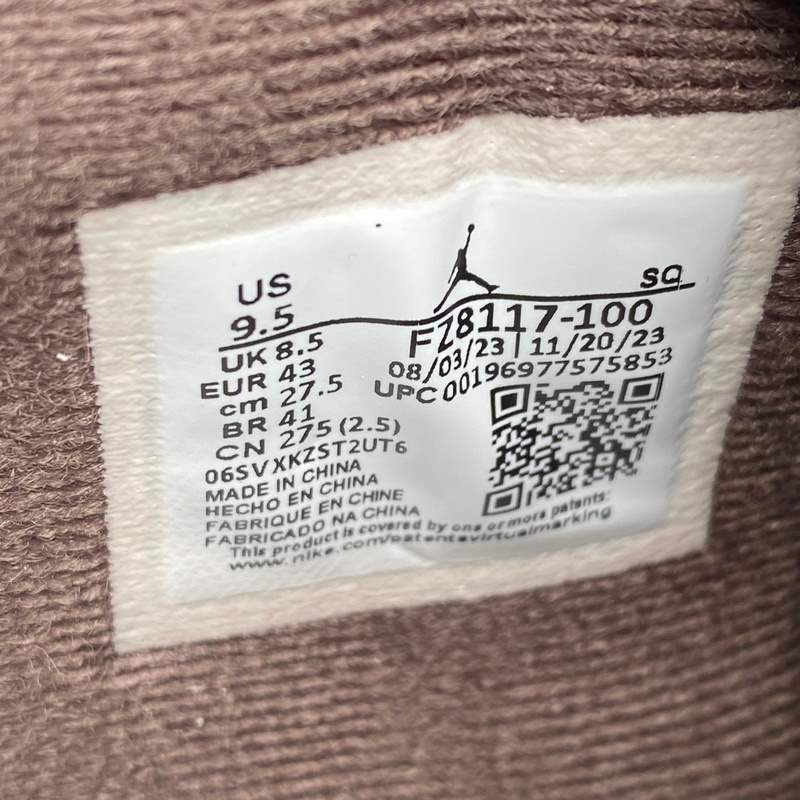 US
9.5
SQ
UK 8.5
EUR 43
cm 27.5
BR 41
CN 275 (2.5)
06SVXKZST2UT6
MADE IN CHINA
HECHO EN CHINA
FABRIQUE EN CHINE
FABRICADO NA CHINA
FZ8117-100
08/03/23 | 11/20/23
UPC 00196977575853
This product is covered by one or more patents:
www.nike.com/patentsvirtualmarking